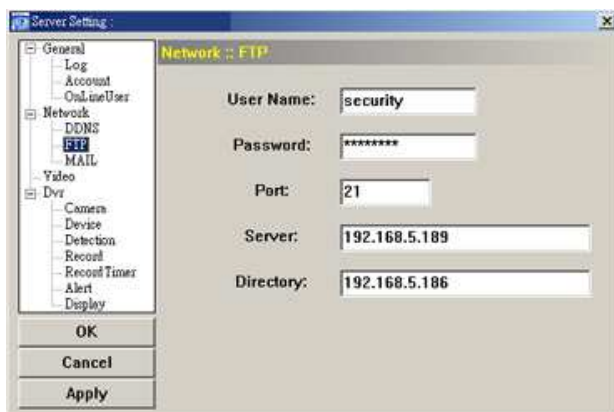 Server Setting :
General
Log
Account
OnLineUser
Network
DDNS
FTP
MAIL
Video
Dvr
Camera
Device
Detection
Record
Record Timer
Alert
Display
OK
Cancel
Apply
Network :: FTP
User Name: security
Password: ********
Port: 21
Server: 192.168.5.189
Directory: 192.168.5.186